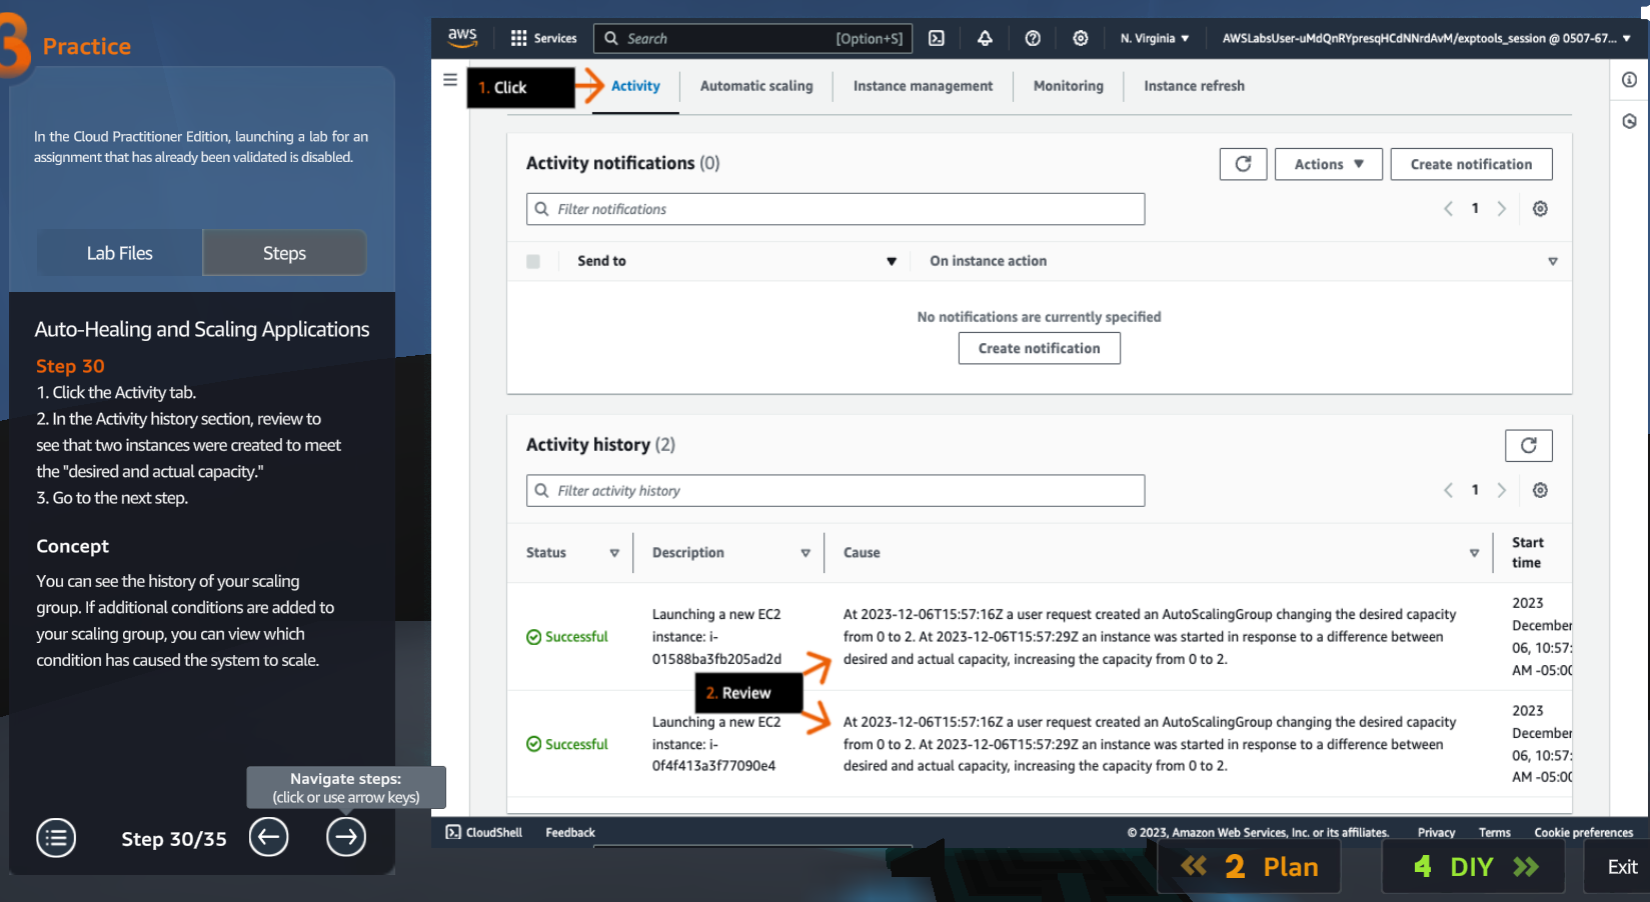 3 Practice
In the Cloud Practitioner Edition, launching a lab for an
assignment that has already been validated is disabled.
Lab Files
Steps
Auto-Healing and Scaling Applications
Step 30
1. Click the Activity tab.
2. In the Activity history section, review to
see that two instances were created to meet
the "desired and actual capacity."
3. Go to the next step.
Concept
You can see the history of your scaling
group. If additional conditions are added to
your scaling group, you can view which
condition has caused the system to scale.
Navigate steps:
(click or use arrow keys)
Step 30/35
aws
Services
Search
[Option+S]
N. Virginia
AWSLabsUser-uMdQnRYpresqHCdNNrdAvM/exptools_session @ 0507-67...
1. Click
Activity
Automatic scaling
Instance management
Monitoring
Instance refresh
Activity notifications (0)
Actions
Create notification
Filter notifications
1
Send to
On instance action
No notifications are currently specified
Create notification
Activity history (2)
Filter activity history
1
Status
Description
Cause
Start
time
Successful
Launching a new EC2
instance: i-
01588ba3fb205ad2d
At 2023-12-06T15:57:16Z a user request created an AutoScalingGroup changing the desired capacity
from 0 to 2. At 2023-12-06T15:57:29Z an instance was started in response to a difference between
desired and actual capacity, increasing the capacity from 0 to 2.
2023
December
06, 10:57:
AM -05:00
2. Review
Successful
Launching a new EC2
instance: i-
0f4f413a3f77090e4
At 2023-12-06T15:57:16Z a user request created an AutoScalingGroup changing the desired capacity
from 0 to 2. At 2023-12-06T15:57:29Z an instance was started in response to a difference between
desired and actual capacity, increasing the capacity from 0 to 2.
2023
December
06, 10:57:
AM -05:00
CloudShell
Feedback
© 2023, Amazon Web Services, Inc. or its affiliates.
Privacy
Terms
Cookie preferences
2 Plan
4 DIY
Exit